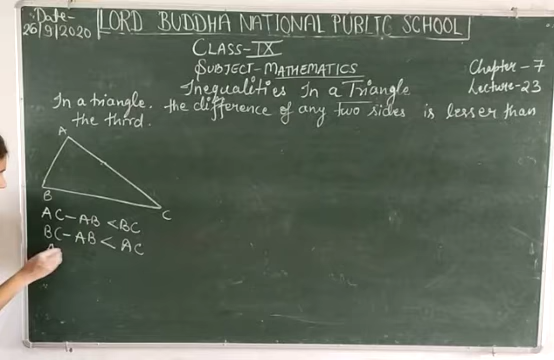 Date-
26/9/2020
LORD BUDDHA NATIONAL PUBLIC SCHOOL
CLASS-IX
SUBJECT-MATHEMATICS
Chapter-7
Inequalities In a Triangle
Lecture-23
In a triangle. the difference of any two sides is lesser than
the third.
A
B
C
AC-AB <BC
BC-AB < AC